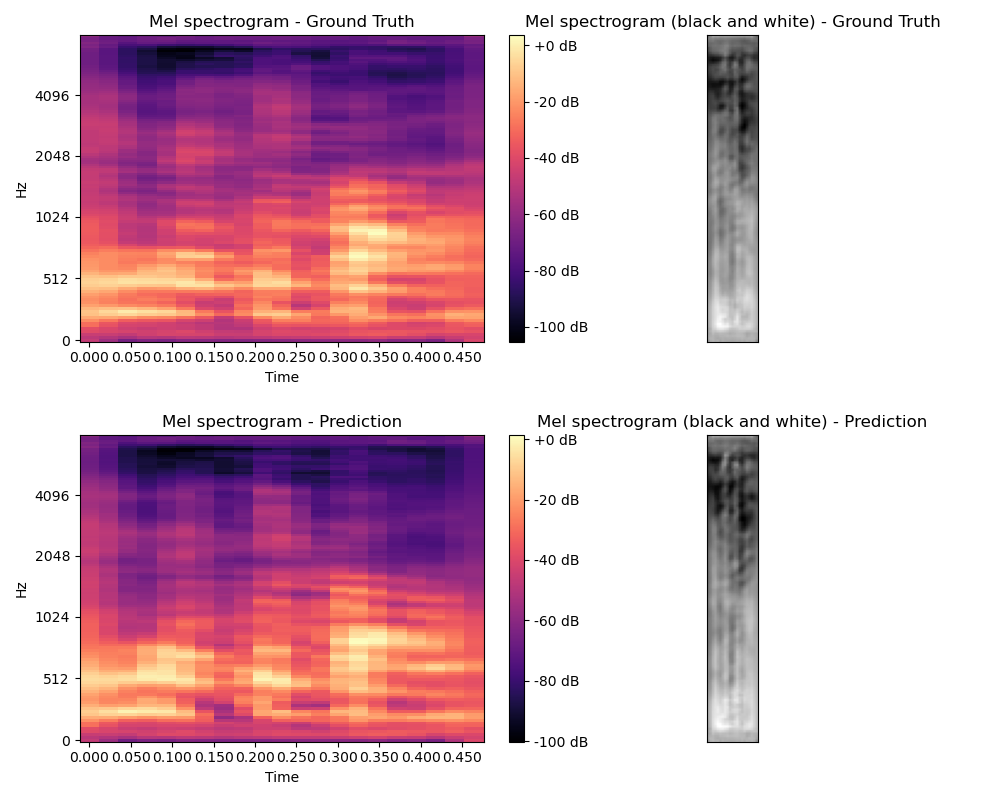 Mel spectrogram - Ground Truth
Mel spectrogram (black and white) - Ground Truth
Hz
4096
2048
1024
512
0
0.000 0.050 0.100 0.150 0.200 0.250 0.300 0.350 0.400 0.450
Time
+0 dB
-20 dB
-40 dB
-60 dB
-80 dB
-100 dB
Mel spectrogram - Prediction
Mel spectrogram (black and white) - Prediction
Hz
4096
2048
1024
512
0
0.000 0.050 0.100 0.150 0.200 0.250 0.300 0.350 0.400 0.450
Time
+0 dB
-20 dB
-40 dB
-60 dB
-80 dB
-100 dB